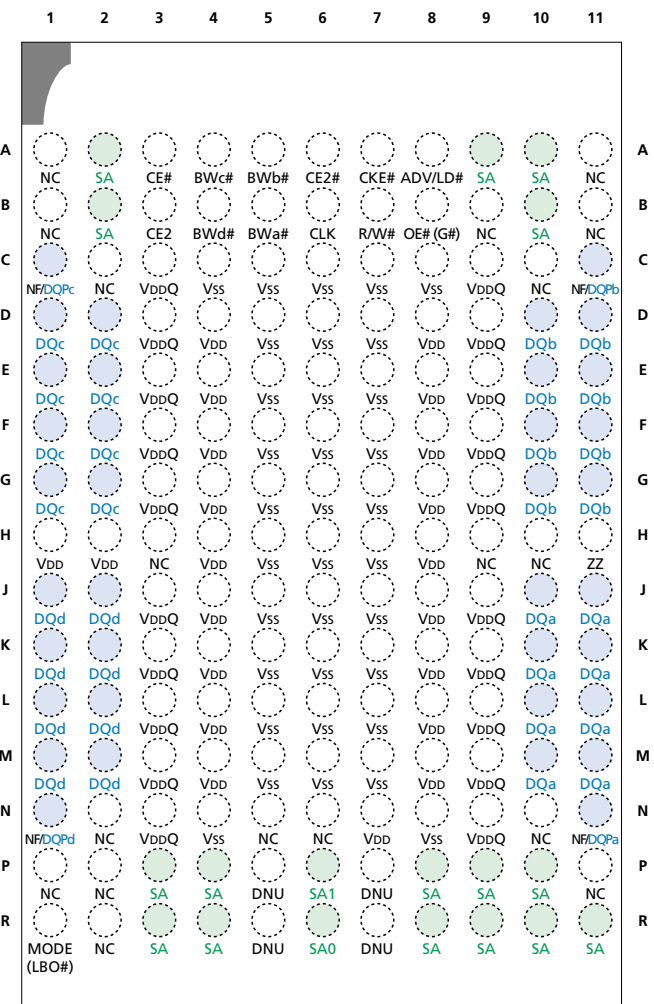 1 2 3 4 5 6 7 8 9 10 11
A A
NC SA CE# BWc# BWb# CE2# CKE# ADV/LD# SA SA NC
B B
NC SA CE2 BWd# BWa# CLK R/W# OE# (G#) NC SA NC
C C
NF/DQPc NC VDDQ VSS VSS VSS VSS VSS VDDQ NC NF/DQPb
D D
DQc DQc VDDQ VDD VSS VSS VSS VDD VDDQ DQb DQb
E E
DQc DQc VDDQ VDD VSS VSS VSS VDD VDDQ DQb DQb
F F
DQc DQc VDDQ VDD VSS VSS VSS VDD VDDQ DQb DQb
G G
DQc DQc VDDQ VDD VSS VSS VSS VDD VDDQ DQb DQb
H H
VDD VDD NC VDD VSS VSS VSS VDD NC NC ZZ
J J
DQd DQd VDDQ VDD VSS VSS VSS VDD VDDQ DQa DQa
K K
DQd DQd VDDQ VDD VSS VSS VSS VDD VDDQ DQa DQa
L L
DQd DQd VDDQ VDD VSS VSS VSS VDD VDDQ DQa DQa
M M
DQd DQd VDDQ VDD VSS VSS VSS VDD VDDQ DQa DQa
N N
NF/DQPd NC VDDQ VSS NC NC VDD VSS VDDQ NC NF/DQPa
P P
NC NC SA SA DNU SA1 DNU SA SA SA NC
R R
MODE NC SA SA DNU SA0 DNU SA SA SA SA
(LBO#)